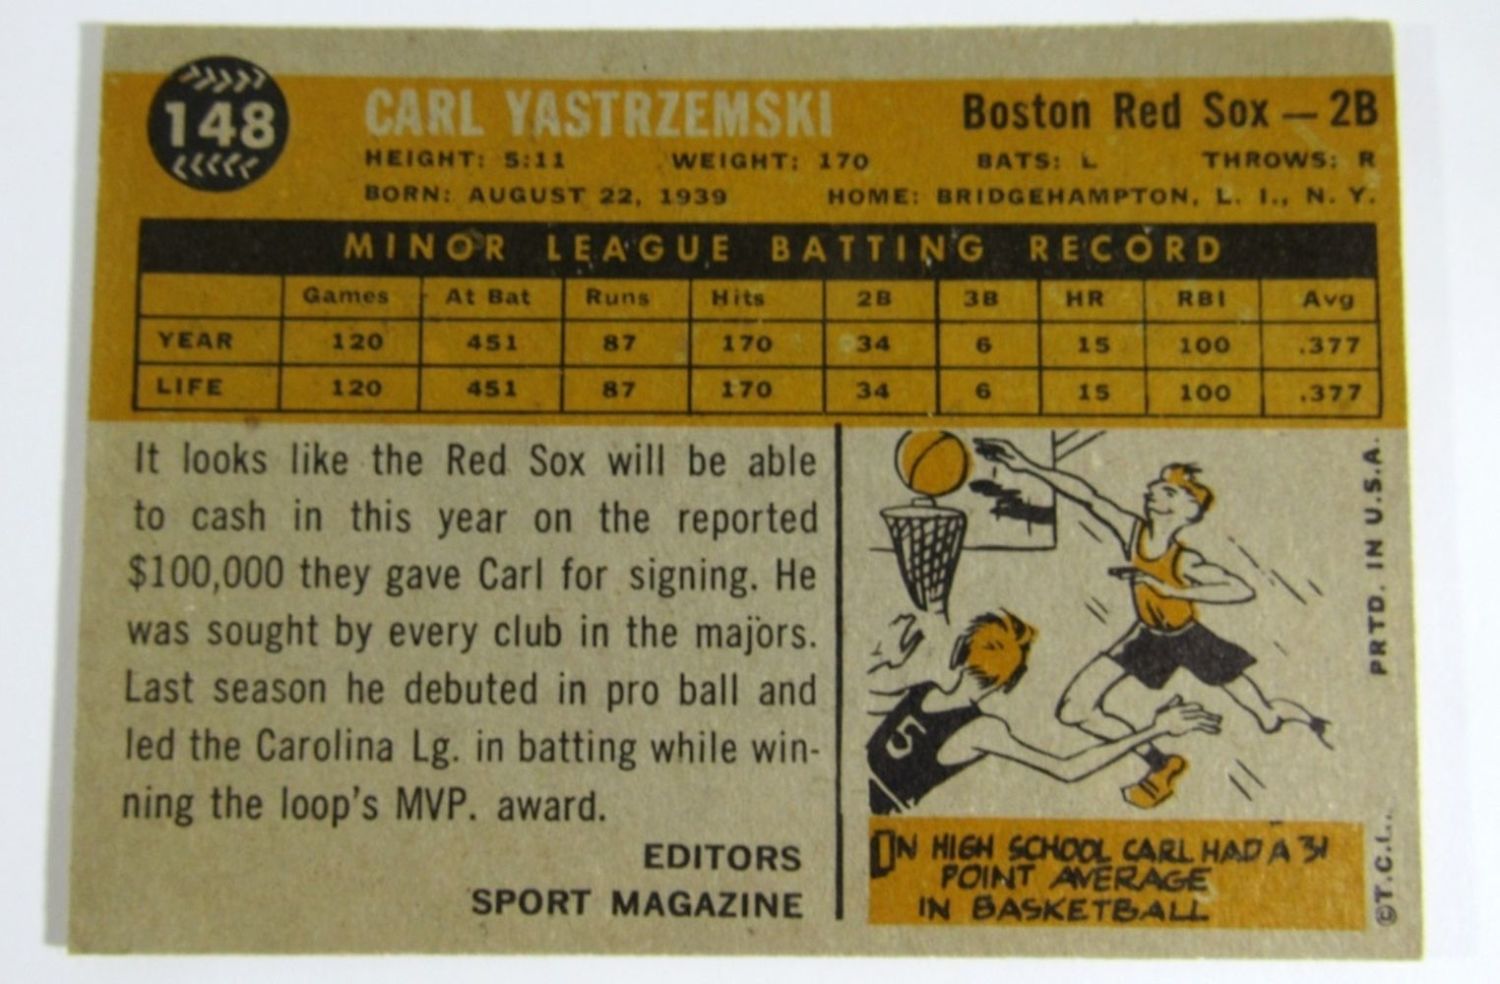 148
CARL YASTRZEMSKI
Boston Red Sox — 2B
HEIGHT: 5:11 WEIGHT: 170 BATS: L THROWS: R
BORN: AUGUST 22, 1939 HOME: BRIDGEHAMPTON, L. I., N. Y.
MINOR LEAGUE BATTING RECORD
Games At Bat Runs Hits 2B 3B HR RBI Avg
YEAR 120 451 87 170 34 6 15 100 .377
LIFE 120 451 87 170 34 6 15 100 .377
It looks like the Red Sox will be able
to cash in this year on the reported
$100,000 they gave Carl for signing. He
was sought by every club in the majors.
Last season he debuted in pro ball and
led the Carolina Lg. in batting while win-
ning the loop's MVP. award.
EDITORS
SPORT MAGAZINE
5
IN HIGH SCHOOL CARL HAD A 31
POINT AVERAGE
IN BASKETBALL
PRTD. IN U.S.A.
©T.C.G.